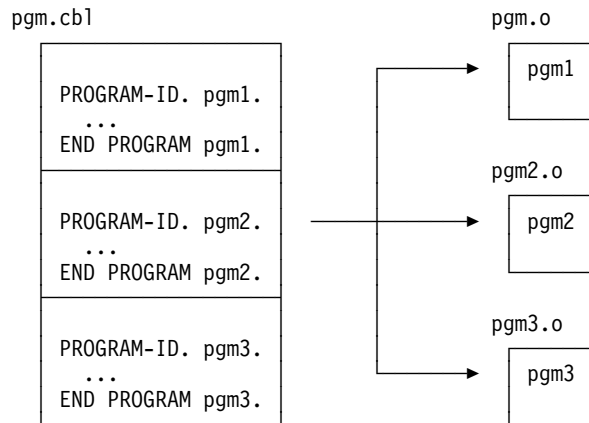 pgm.cbl
PROGRAM-ID. pgm1.
...
END PROGRAM pgm1.
PROGRAM-ID. pgm2.
...
END PROGRAM pgm2.
PROGRAM-ID. pgm3.
...
END PROGRAM pgm3.
pgm.o
pgm1
pgm2.o
pgm2
pgm3.o
pgm3